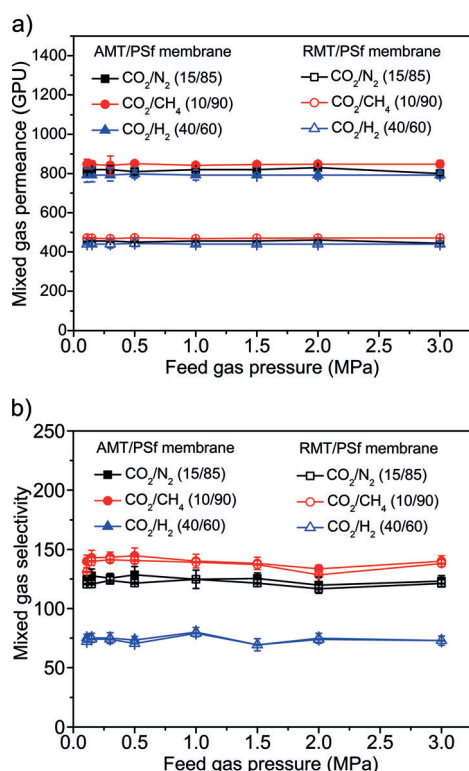 a)
1400
1200
1000
800
600
400
200
0
Mixed gas permeance (GPU)
AMT/PSf membrane
CO₂/N₂ (15/85)
CO₂/CH₄ (10/90)
CO₂/H₂ (40/60)
RMT/PSf membrane
CO₂/N₂ (15/85)
CO₂/CH₄ (10/90)
CO₂/H₂ (40/60)
0.0 0.5 1.0 1.5 2.0 2.5 3.0
Feed gas pressure (MPa)
b)
250
200
150
100
50
0
Mixed gas selectivity
AMT/PSf membrane
CO₂/N₂ (15/85)
CO₂/CH₄ (10/90)
CO₂/H₂ (40/60)
RMT/PSf membrane
CO₂/N₂ (15/85)
CO₂/CH₄ (10/90)
CO₂/H₂ (40/60)
0.0 0.5 1.0 1.5 2.0 2.5 3.0
Feed gas pressure (MPa)